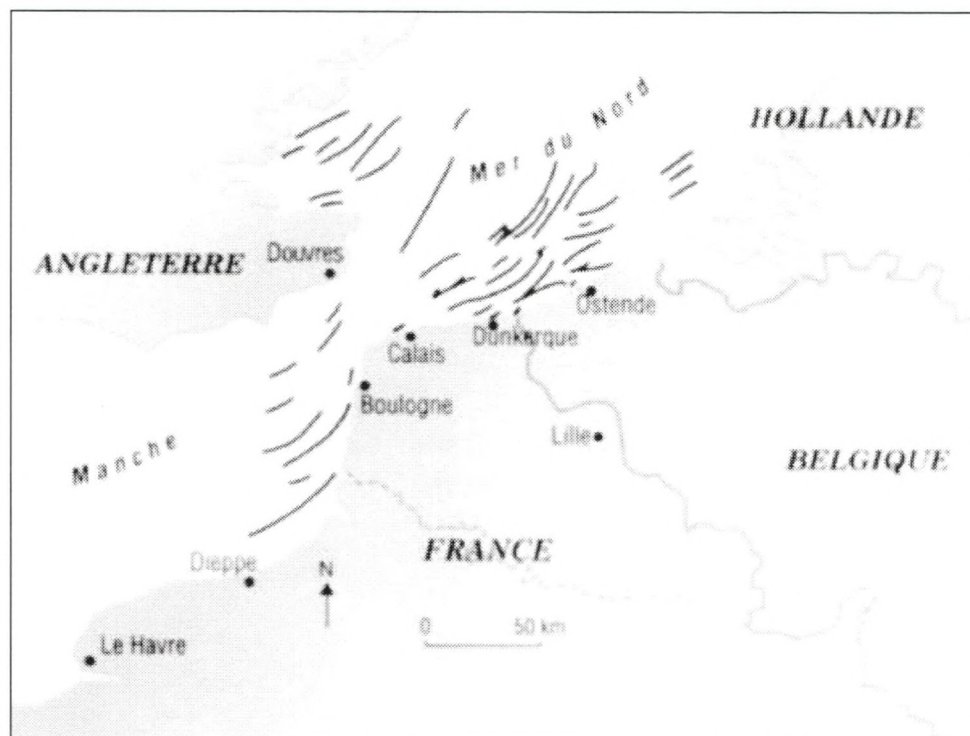 Mer du Nord
HOLLANDE
ANGLETERRE
Douvres
Ostende
Dunkerque
Calais
Boulogne
Lille
Manche
BELGIQUE
FRANCE
Dieppe
N
0 50 km
Le Havre